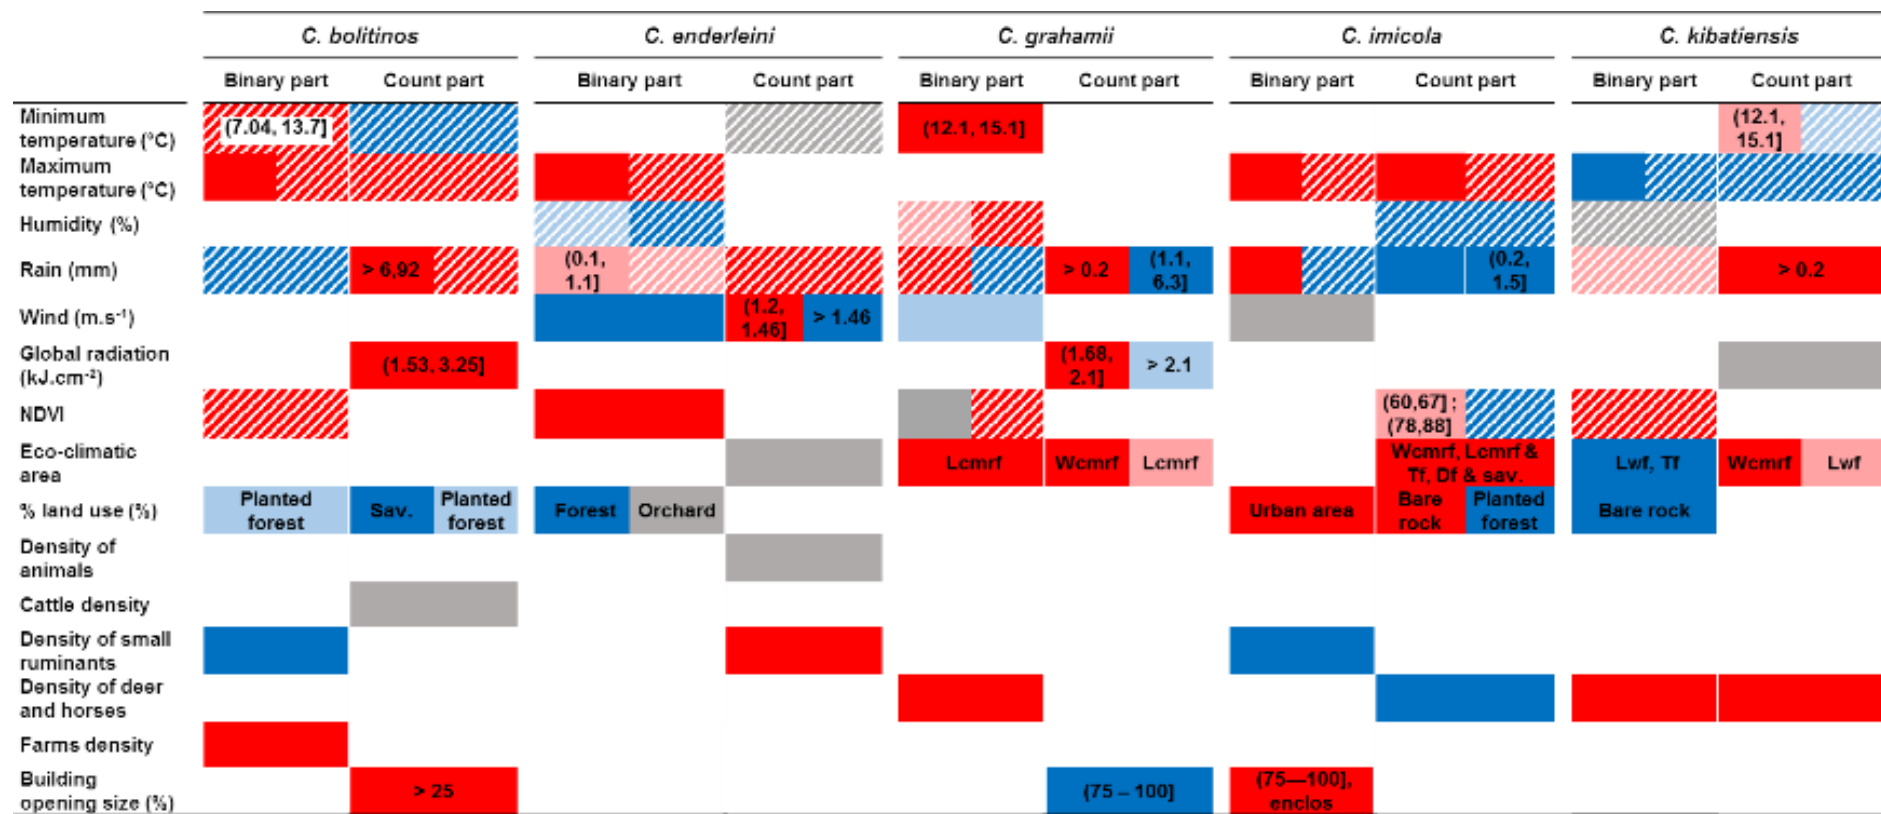 C. bolitinos C. enderleini C. grahamii C. imicola C. kibatiensis
Binary part Count part Binary part Count part Binary part Count part Binary part Count part Binary part Count part
Minimum
temperature (°C)
(7.04, 13.7] (12.1, 15.1] (12.1,
15.1]
Maximum
temperature (°C)
Humidity (%)
Rain (mm) > 6,92 (0.1,
1.1] > 0.2 (1.1,
6.3] (0.2,
1.5] > 0.2
Wind (m.s-1) (1.2,
1.46] > 1.46
Global radiation
(kJ.cm-2)
(1.53, 3.25] (1.68,
2.1] > 2.1
NDVI (60,67] ;
(78,88]
Eco-climatic
area
Lcmrf Wcmrf Lcmrf Wcmrf, Lcmrf &
Tf, Df & sav. Lwf, Tf Wcmrf Lwf
% land use (%) Planted
forest Sav. Planted
forest Forest Orchard Urban area Bare
rock Planted
forest Bare rock
Density of
animals
Cattle density
Density of small
ruminants
Density of deer
and horses
Farms density
Building
opening size (%)
> 25 (75 – 100] (75—100],
enclos